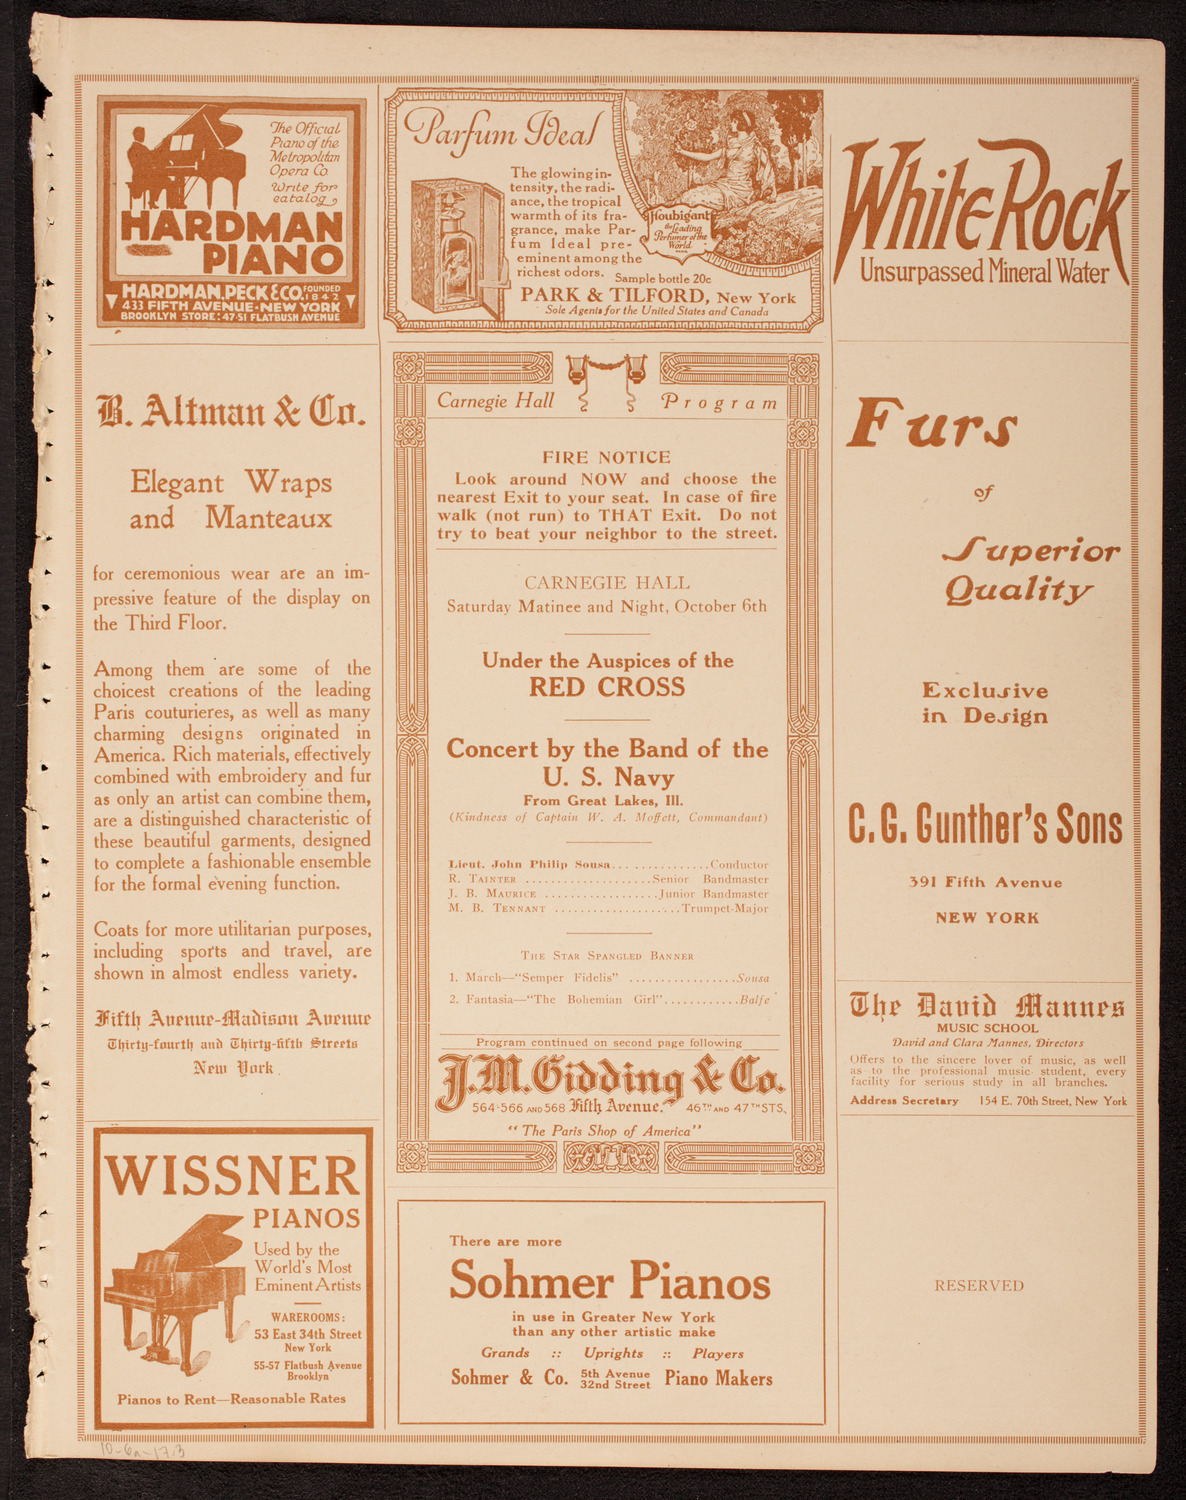 The Official
Piano of the
Metropolitan
Opera Co.
Write for
catalog
HARDMAN
PIANO
HARDMAN, PECK & CO. FOUNDED 1842
433 FIFTH AVENUE-NEW YORK
BROOKLYN STORE: 47-51 FLATBUSH AVENUE
B. Altman & Co.
Elegant Wraps
and Manteaux
for ceremonious wear are an im-
pressive feature of the display on
the Third Floor.
Among them are some of the
choicest creations of the leading
Paris couturieres, as well as many
charming designs originated in
America. Rich materials, effectively
combined with embroidery and fur
as only an artist can combine them,
are a distinguished characteristic of
these beautiful garments, designed
to complete a fashionable ensemble
for the formal evening function.
Coats for more utilitarian purposes,
including sports and travel, are
shown in almost endless variety.
Fifth Avenue-Madison Avenue
Thirty-fourth and Thirty-fifth Streets
New York
WISSNER
PIANOS
Used by the
World's Most
Eminent Artists
WAREROOMS:
53 East 34th Street
New York
55-57 Flatbush Avenue
Brooklyn
Pianos to Rent—Reasonable Rates
10-6n-17.3
Parfum Ideal
The glowing in-
tensity, the radi-
ance, the tropical
warmth of its fra-
grance, make Par-
fum Ideal pre-
eminent among the
richest odors.
Sample bottle 20c
Houbigant
the Leading
Perfumer of the
World
PARK & TILFORD, New York
Sole Agents for the United States and Canada
Carnegie Hall Program
FIRE NOTICE
Look around NOW and choose the
nearest Exit to your seat. In case of fire
walk (not run) to THAT Exit. Do not
try to beat your neighbor to the street.
CARNEGIE HALL
Saturday Matinee and Night, October 6th
Under the Auspices of the
RED CROSS
Concert by the Band of the
U. S. Navy
From Great Lakes, Ill.
(Kindness of Captain W. A. Moffett, Commandant)
Lieut. John Philip Sousa..............Conductor
R. TAINTER ...................Senior Bandmaster
J. B. MAURICE .................Junior Bandmaster
M. B. TENNANT ...................Trumpet-Major
THE STAR SPANGLED BANNER
1. March—"Semper Fidelis" .................Sousa
2. Fantasia—"The Bohemian Girl"............Balfe
Program continued on second page following
J. M. Gidding & Co.
564-566 AND 568 Fifth Avenue. 46TH AND 47TH STS.
"The Paris Shop of America"
There are more
Sohmer Pianos
in use in Greater New York
than any other artistic make
Grands :: Uprights :: Players
Sohmer & Co. 5th Avenue 32nd Street Piano Makers
White Rock
Unsurpassed Mineral Water
Furs
of
Superior
Quality
Exclusive
in Design
C. G. Gunther's Sons
391 Fifth Avenue
NEW YORK
The David Mannes
MUSIC SCHOOL
David and Clara Mannes, Directors
Offers to the sincere lover of music, as well
as to the professional music student, every
facility for serious study in all branches.
Address Secretary 154 E. 70th Street, New York
RESERVED